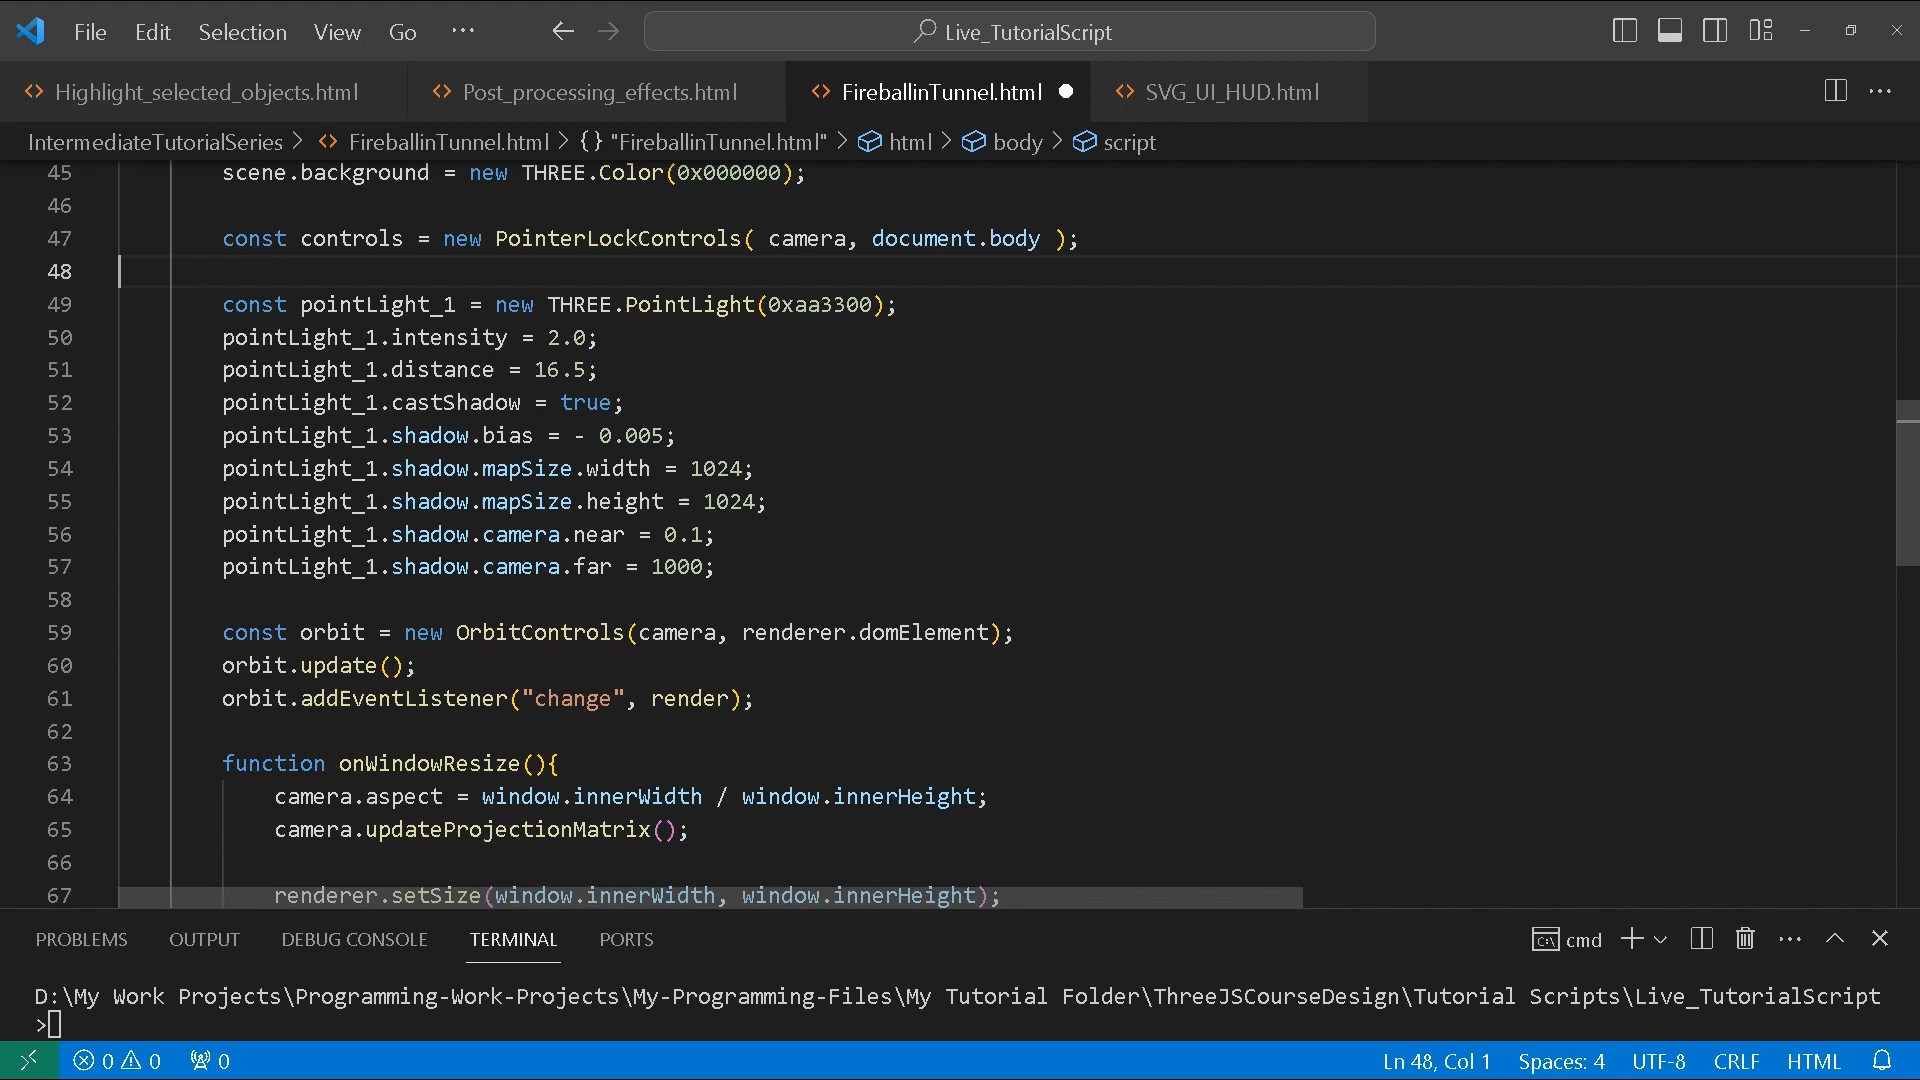 File Edit Selection View Go ··· Live_TutorialScript
Highlight_selected_objects.html Post_processing_effects.html FireballinTunnel.html SVG_UI_HUD.html
IntermediateTutorialSeries > FireballinTunnel.html > {} "FireballinTunnel.html" > html > body > script
45 scene.background = new THREE.Color(0x000000);
46
47 const controls = new PointerLockControls( camera, document.body );
48
49 const pointLight_1 = new THREE.PointLight(0xaa3300);
50 pointLight_1.intensity = 2.0;
51 pointLight_1.distance = 16.5;
52 pointLight_1.castShadow = true;
53 pointLight_1.shadow.bias = - 0.005;
54 pointLight_1.shadow.mapSize.width = 1024;
55 pointLight_1.shadow.mapSize.height = 1024;
56 pointLight_1.shadow.camera.near = 0.1;
57 pointLight_1.shadow.camera.far = 1000;
58
59 const orbit = new OrbitControls(camera, renderer.domElement);
60 orbit.update();
61 orbit.addEventListener("change", render);
62
63 function onWindowResize(){
64 camera.aspect = window.innerWidth / window.innerHeight;
65 camera.updateProjectionMatrix();
66
67 renderer.setSize(window.innerWidth, window.innerHeight);
PROBLEMS OUTPUT DEBUG CONSOLE TERMINAL PORTS cmd
D:\My Work Projects\Programming-Work-Projects\My-Programming-Files\My Tutorial Folder\ThreeJSCourseDesign\Tutorial Scripts\Live_TutorialScript
>
0 0 0 Ln 48, Col 1 Spaces: 4 UTF-8 CRLF HTML